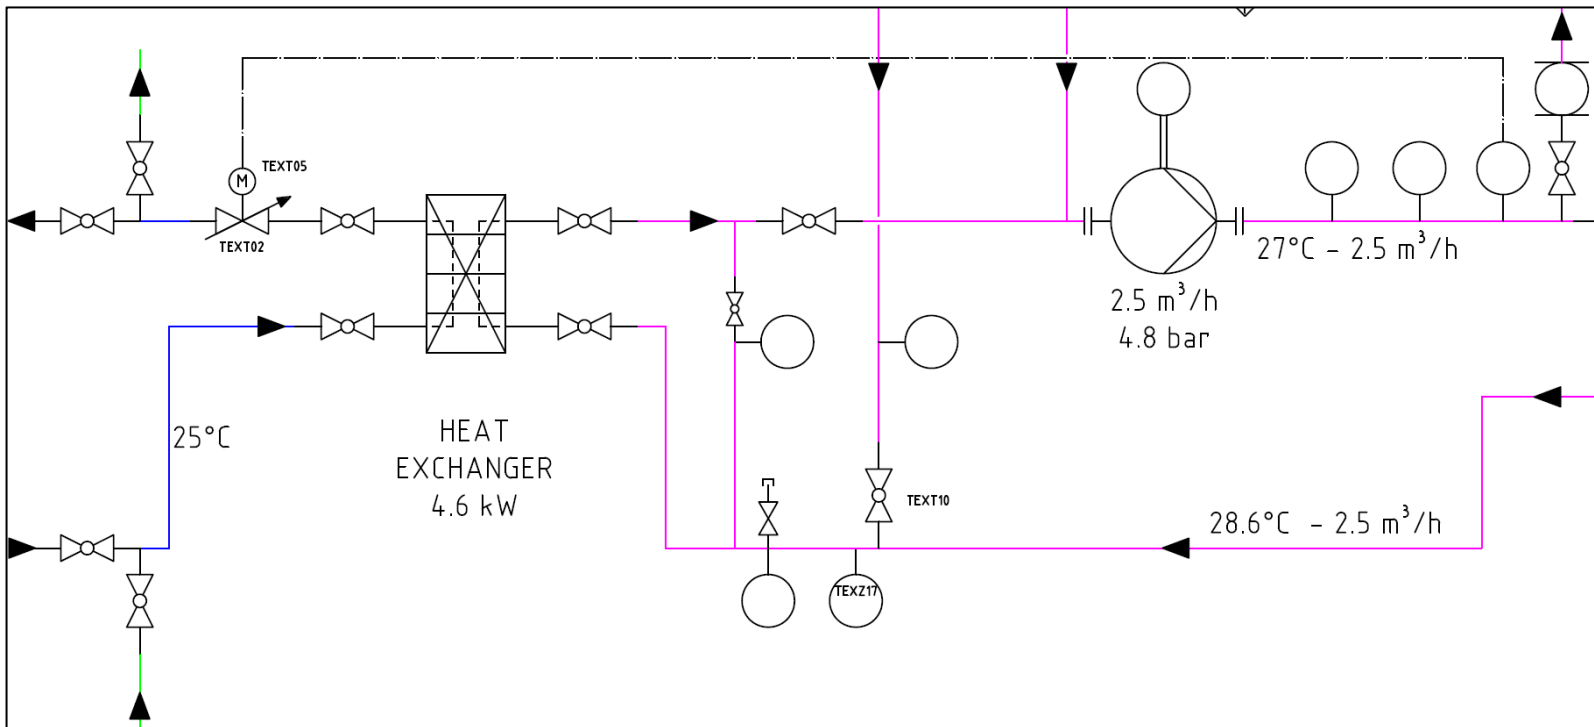 M
TEXT05
TEXT02
27°C - 2.5 m³/h
2.5 m³/h
4.8 bar
25°C
HEAT
EXCHANGER
4.6 kW
TEXT10
28.6°C - 2.5 m³/h
TEXZ17